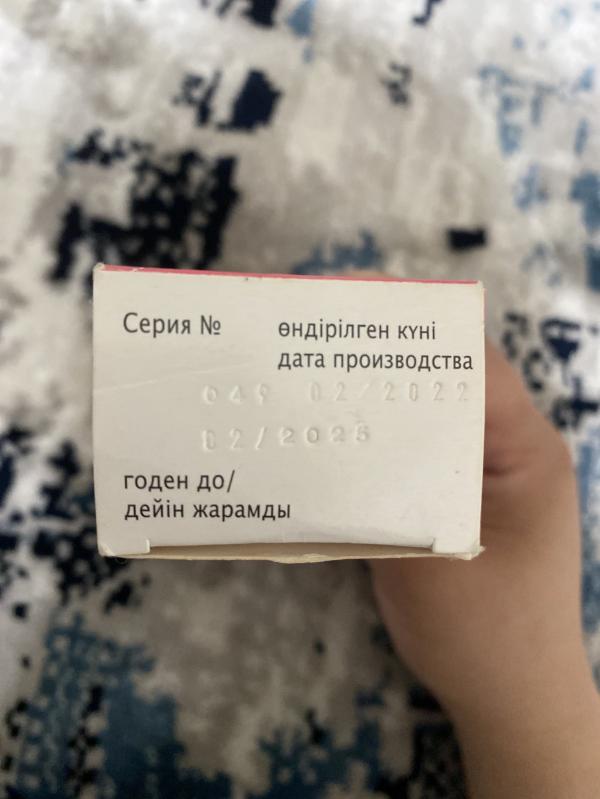 Серия №
өндірілген күні
дата производства
049 02/2022
02/2025
годен до/
дейін жарамды